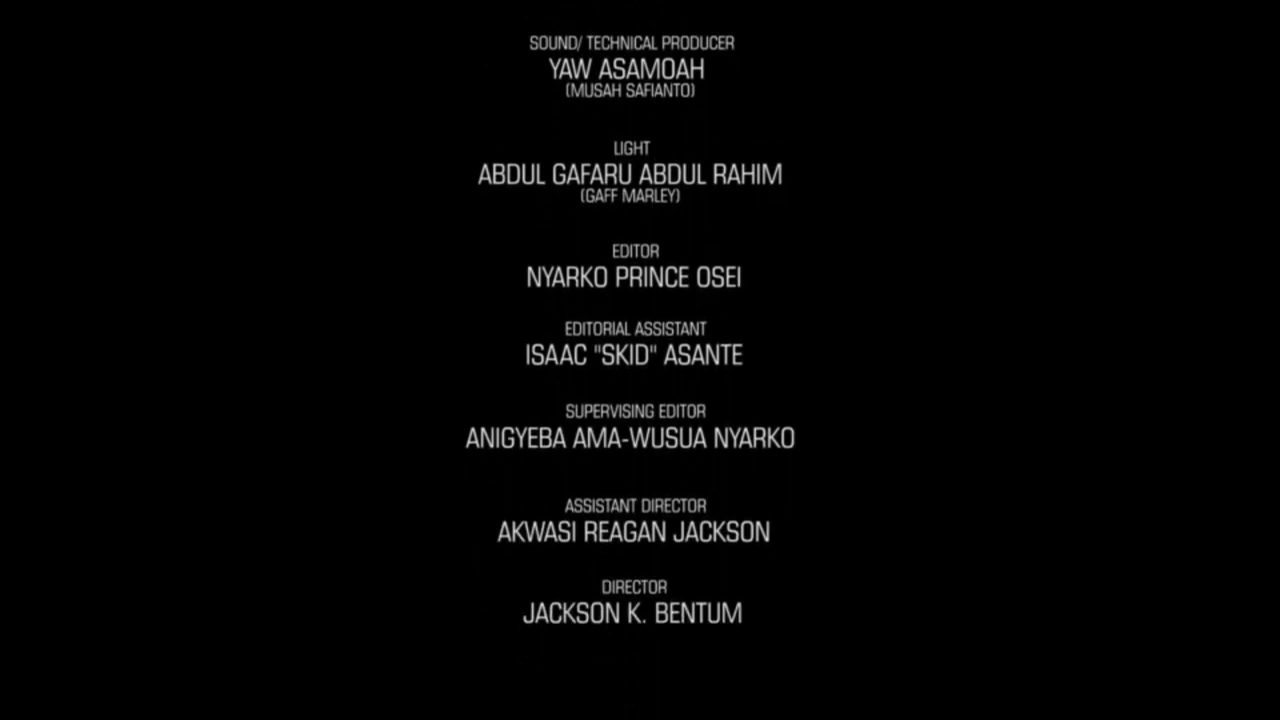 SOUND/ TECHNICAL PRODUCER
YAW ASAMOAH
(MUSAH SAFIANTO)
LIGHT
ABDUL GAFARU ABDUL RAHIM
(GAFF MARLEY)
EDITOR
NYARKO PRINCE OSEI
EDITORIAL ASSISTANT
ISAAC "SKID" ASANTE
SUPERVISING EDITOR
ANIGYEBA AMA-WUSUA NYARKO
ASSISTANT DIRECTOR
AKWASI REAGAN JACKSON
DIRECTOR
JACKSON K. BENTUM